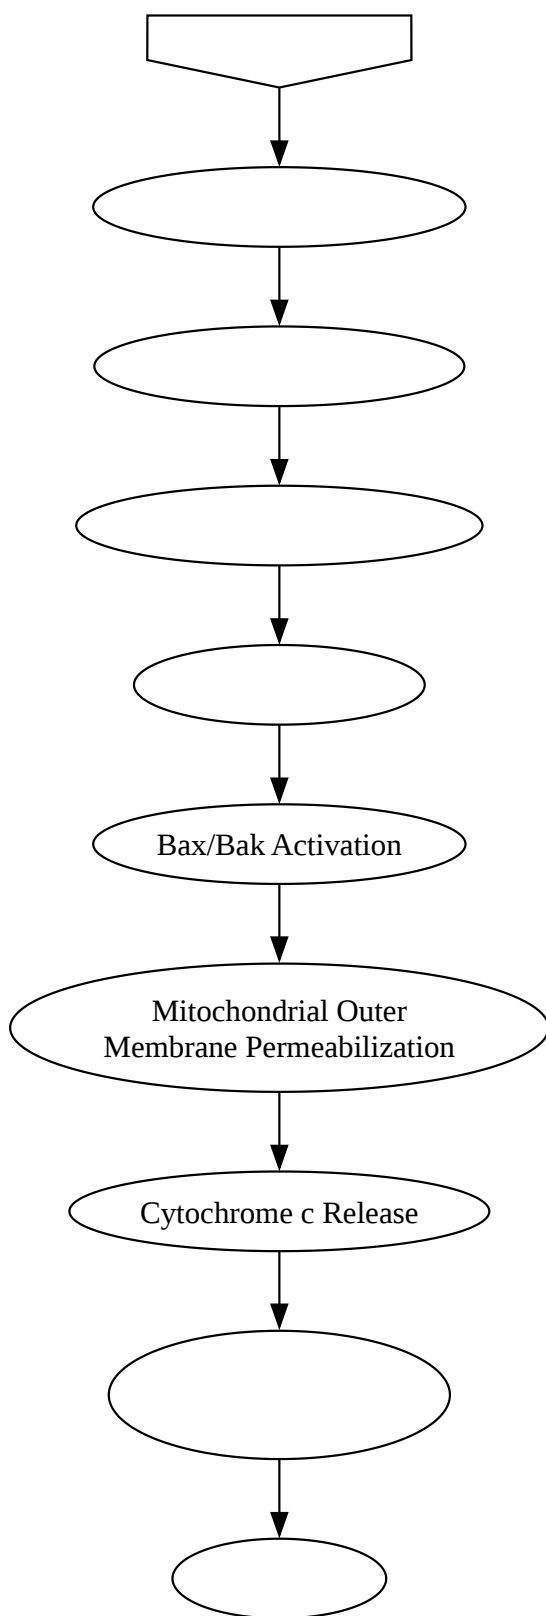 Bax/Bak Activation
Mitochondrial Outer
Membrane Permeabilization
Cytochrome c Release